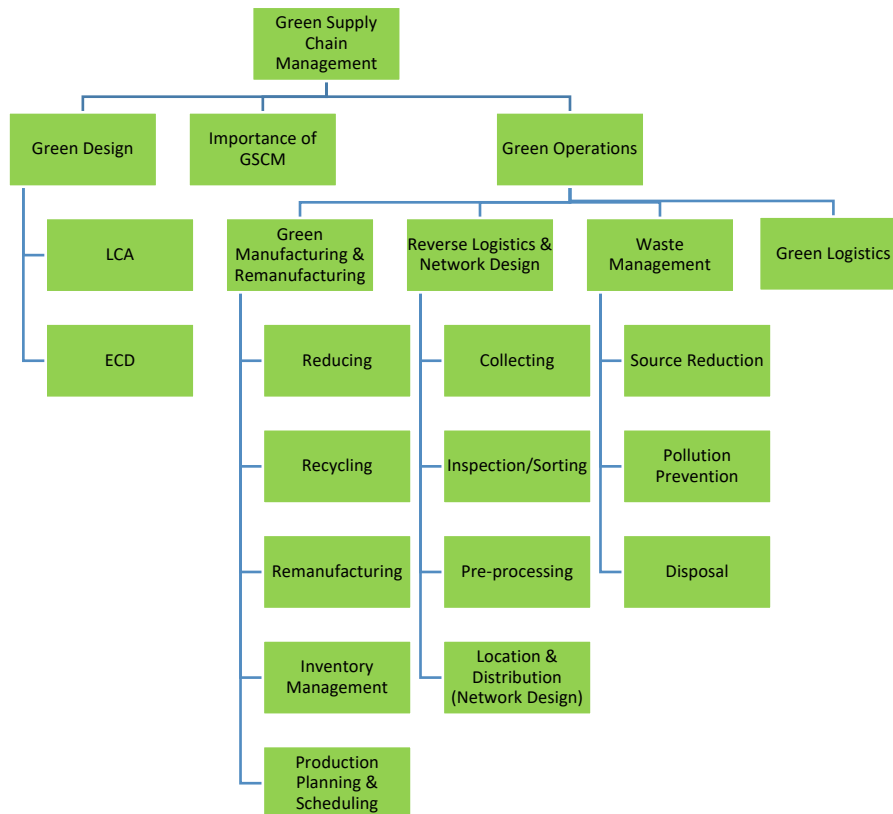 Green Supply
Chain
Management
Green Design
Importance of
GSCM
Green Operations
LCA
ECD
Green
Manufacturing &
Remanufacturing
Reverse Logistics &
Network Design
Waste
Management
Green Logistics
Reducing
Recycling
Remanufacturing
Inventory
Management
Production
Planning &
Scheduling
Collecting
Inspection/Sorting
Pre-processing
Location &
Distribution
(Network Design)
Source Reduction
Pollution
Prevention
Disposal